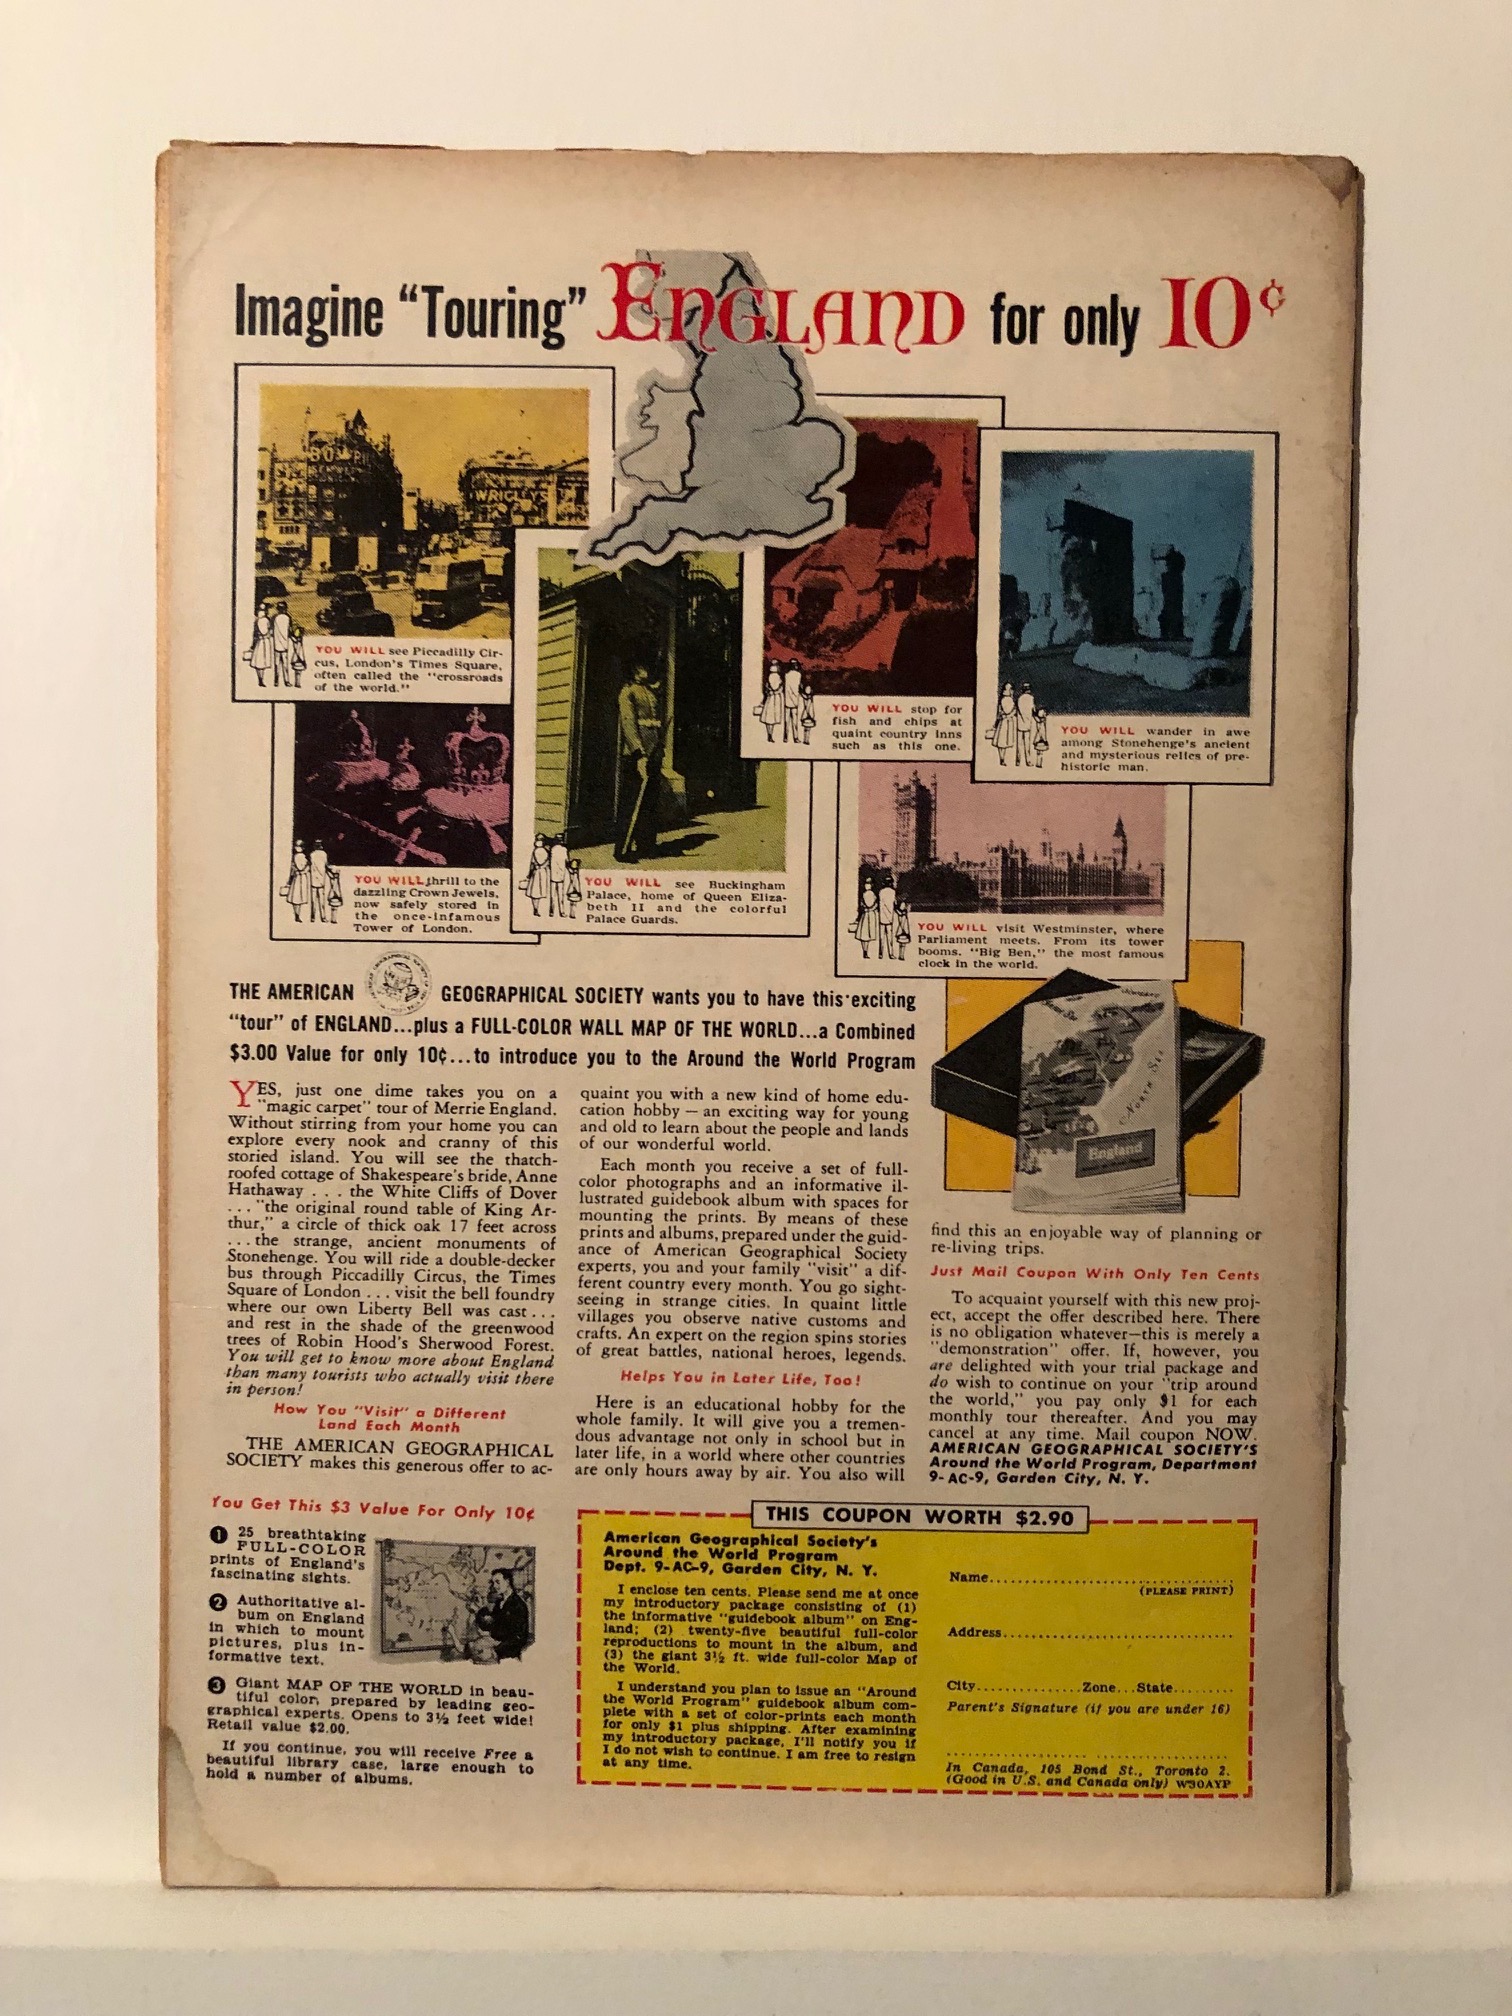 Imagine "Touring" ENGLAND for only 10¢
BOVRIL
WRIGLEY'S
YOU WILL see Piccadilly Cir-
cus, London's Times Square,
often called the "crossroads
of the world."
YOU WILL stop for
fish and chips at
quaint country inns
such as this one.
YOU WILL wander in awe
among Stonehenge's ancient
and mysterious relics of pre-
historic man.
YOU WILL thrill to the
dazzling Crown Jewels,
now safely stored in
the once-infamous
Tower of London.
YOU WILL see Buckingham
Palace, home of Queen Eliza-
beth II and the colorful
Palace Guards.
YOU WILL visit Westminster, where
Parliament meets. From its tower
booms, "Big Ben," the most famous
clock in the world.
THE AMERICAN GEOGRAPHICAL SOCIETY wants you to have this exciting
"tour" of ENGLAND...plus a FULL-COLOR WALL MAP OF THE WORLD...a Combined
$3.00 Value for only 10¢...to introduce you to the Around the World Program
YES, just one dime takes you on a
"magic carpet" tour of Merrie England.
Without stirring from your home you can
explore every nook and cranny of this
storied island. You will see the thatch-
roofed cottage of Shakespeare's bride, Anne
Hathaway . . . the White Cliffs of Dover
. . . "the original round table of King Ar-
thur," a circle of thick oak 17 feet across
. . . the strange, ancient monuments of
Stonehenge. You will ride a double-decker
bus through Piccadilly Circus, the Times
Square of London . . . visit the bell foundry
where our own Liberty Bell was cast . . .
and rest in the shade of the greenwood
trees of Robin Hood's Sherwood Forest.
You will get to know more about England
than many tourists who actually visit there
in person!
How You "Visit" a Different
Land Each Month
THE AMERICAN GEOGRAPHICAL
SOCIETY makes this generous offer to ac-
quaint you with a new kind of home edu-
cation hobby — an exciting way for young
and old to learn about the people and lands
of our wonderful world.
Each month you receive a set of full-
color photographs and an informative il-
lustrated guidebook album with spaces for
mounting the prints. By means of these
prints and albums, prepared under the guid-
ance of American Geographical Society
experts, you and your family "visit" a dif-
ferent country every month. You go sight-
seeing in strange cities. In quaint little
villages you observe native customs and
crafts. An expert on the region spins stories
of great battles, national heroes, legends.
Helps You in Later Life, Too!
Here is an educational hobby for the
whole family. It will give you a tremen-
dous advantage not only in school but in
later life, in a world where other countries
are only hours away by air. You also will
NORTH SEA
England
find this an enjoyable way of planning or
re-living trips.
Just Mail Coupon With Only Ten Cents
To acquaint yourself with this new proj-
ect, accept the offer described here. There
is no obligation whatever—this is merely a
"demonstration" offer. If, however, you
are delighted with your trial package and
do wish to continue on your "trip around
the world," you pay only $1 for each
monthly tour thereafter. And you may
cancel at any time. Mail coupon NOW.
AMERICAN GEOGRAPHICAL SOCIETY'S
Around the World Program, Department
9-AC-9, Garden City, N. Y.
You Get This $3 Value For Only 10¢
1 25 breathtaking
FULL-COLOR
prints of England's
fascinating sights.
2 Authoritative al-
bum on England
in which to mount
pictures, plus in-
formative text.
3 Giant MAP OF THE WORLD in beau-
tiful color, prepared by leading geo-
graphical experts. Opens to 3½ feet wide!
Retail value $2.00.
If you continue, you will receive Free a
beautiful library case, large enough to
hold a number of albums.
THIS COUPON WORTH $2.90
American Geographical Society's
Around the World Program
Dept. 9-AC-9, Garden City, N. Y.
I enclose ten cents. Please send me at once
my introductory package consisting of (1)
the informative "guidebook album" on Eng-
land; (2) twenty-five beautiful full-color
reproductions to mount in the album, and
(3) the giant 3½ ft. wide full-color Map of
the World.
I understand you plan to issue an "Around
the World Program" guidebook album com-
plete with a set of color-prints each month
for only $1 plus shipping. After examining
my introductory package, I'll notify you if
I do not wish to continue. I am free to resign
at any time.
Name
(PLEASE PRINT)
Address
City Zone State
Parent's Signature (if you are under 16)
In Canada, 105 Bond St., Toronto 2.
(Good in U.S. and Canada only) W30AYP